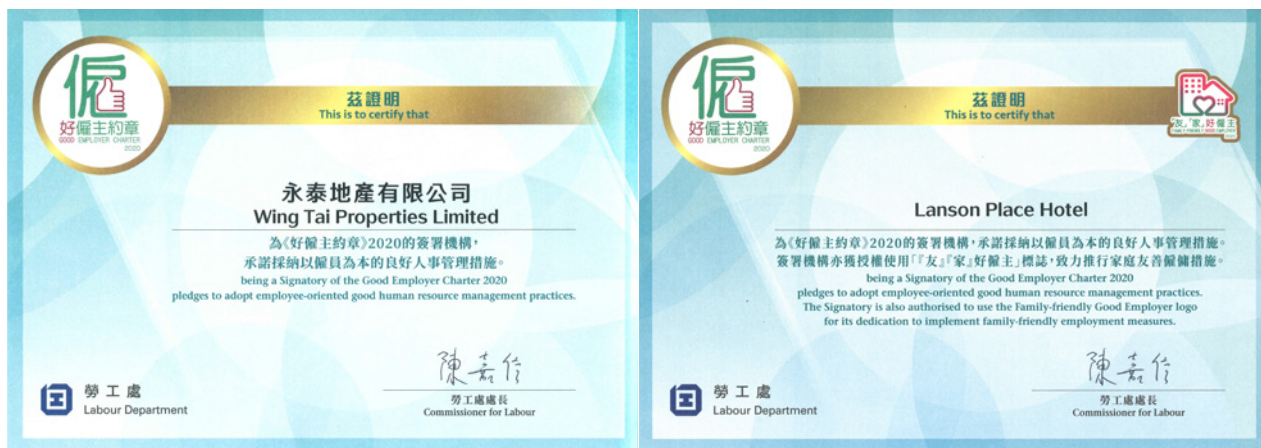 僱
好僱主約章
GOOD EMPLOYER CHARTER
2020
茲證明
This is to certify that
永泰地產有限公司
Wing Tai Properties Limited
為《好僱主約章》2020的簽署機構，
承諾採納以僱員為本的良好人事管理措施。
being a Signatory of the Good Employer Charter 2020
pledges to adopt employee-oriented good human resource management practices.
陳嘉信
勞工處處長
Commissioner for Labour
勞工處
Labour Department
僱
好僱主約章
GOOD EMPLOYER CHARTER
2020
茲證明
This is to certify that
「友」「家」好僱主
Lanson Place Hotel
為《好僱主約章》2020的簽署機構，承諾採納以僱員為本的良好人事管理措施。
簽署機構亦獲授權使用「『友』『家』好僱主」標誌，致力推行家庭友善僱傭措施。
being a Signatory of the Good Employer Charter 2020
pledges to adopt employee-oriented good human resource management practices.
The Signatory is also authorised to use the Family-friendly Good Employer logo
for its dedication to implement family-friendly employment measures.
陳嘉信
勞工處處長
Commissioner for Labour
勞工處
Labour Department